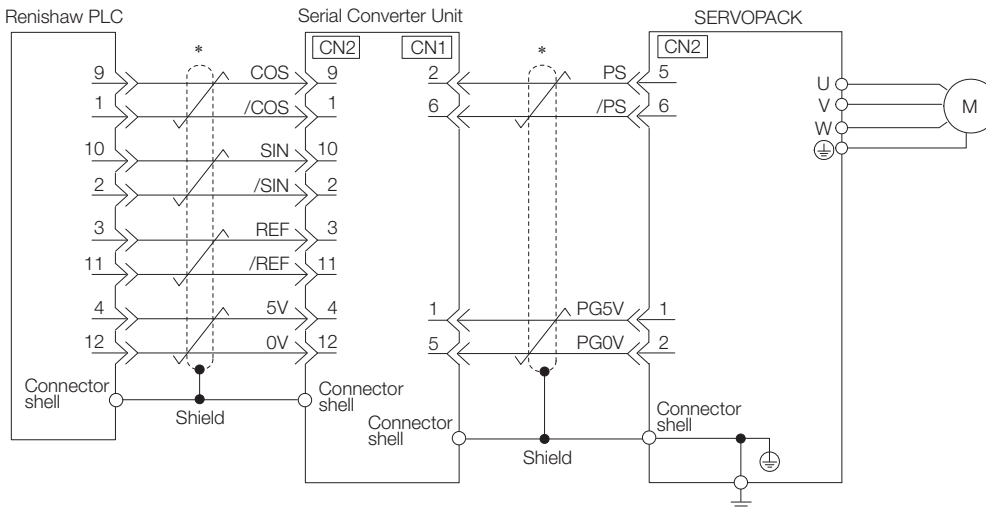 Renishaw PLC
Serial Converter Unit
SERVOPACK
*
CN2
CN1
*
CN2
9 COS 9
1 /COS 1
10 SIN 10
2 /SIN 2
3 REF 3
11 /REF 11
4 5V 4
12 0V 12
2 PS 5
6 /PS 6
1 PG5V 1
5 PG0V 2
U
V
W
M
Connector
shell
Shield
Connector
shell
Connector
shell
Shield
Connector
shell